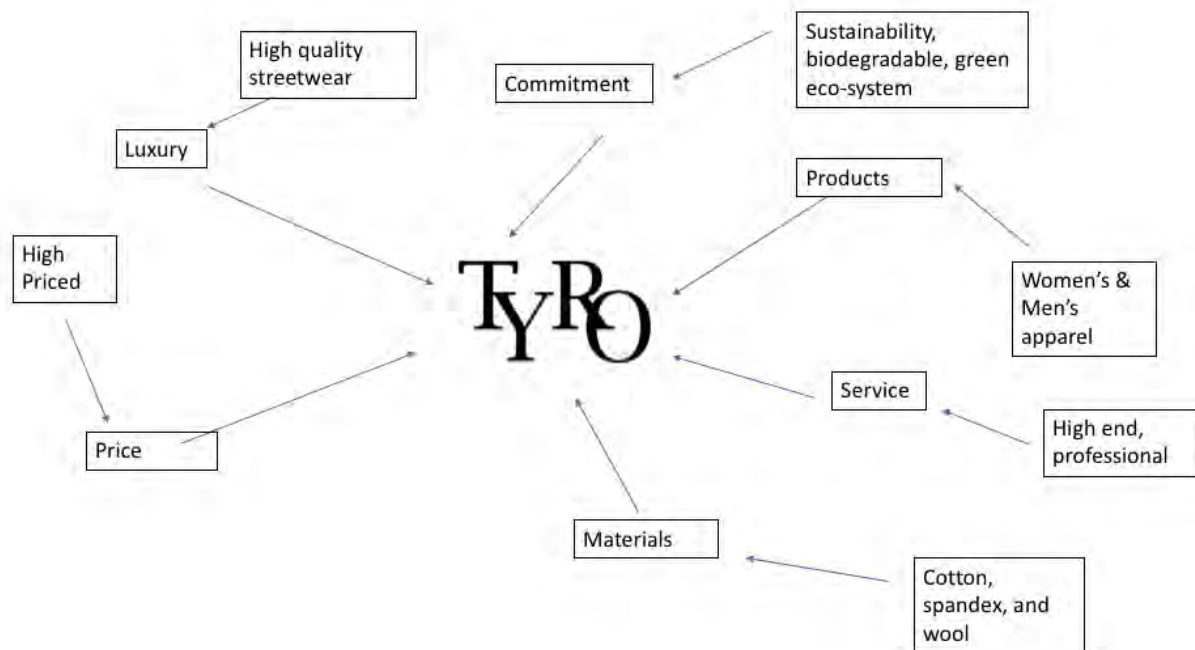 High quality
streetwear
Commitment
Sustainability,
biodegradable, green
eco-system
Luxury
Products
High
Priced
TYRO
Women's &
Men's
apparel
Service
Price
High end,
professional
Materials
Cotton,
spandex, and
wool